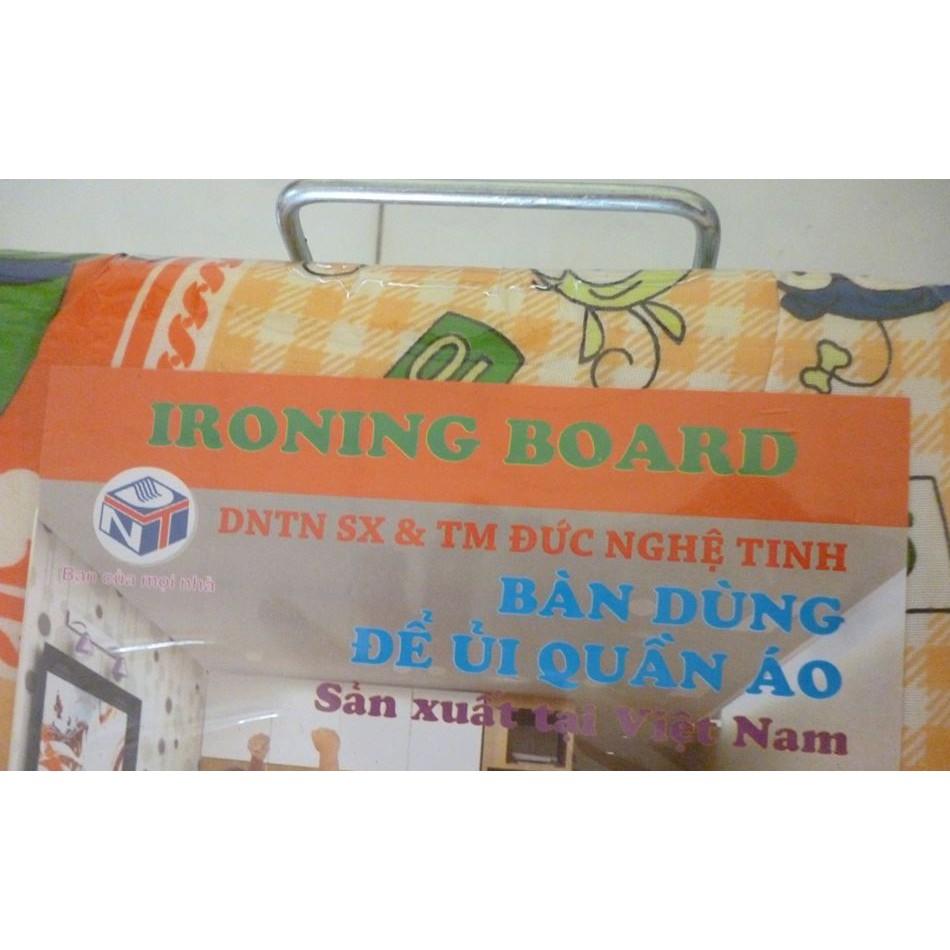 IRONING BOARD
NT
DNTN SX & TM ĐỨC NGHỆ TINH
Bạn của mọi nhà
BÀN DÙNG
ĐỂ ỦI QUẦN ÁO
Sản xuất tại Việt Nam